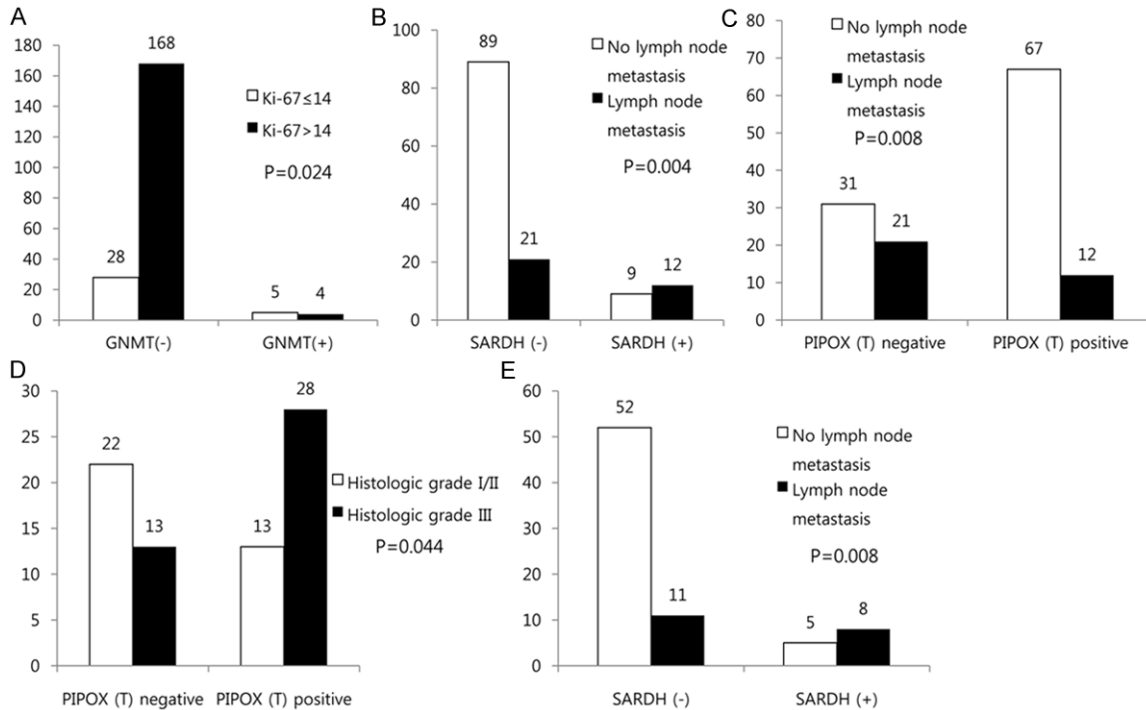 A
180
160
140
120
100
80
60
40
20
0
168
28
5
4
Ki-67≤14
Ki-67>14
P=0.024
GNMT(-)
GNMT(+)
B
100
80
60
40
20
0
89
21
9
12
No lymph node
metastasis
Lymph node
metastasis
P=0.004
SARDH (-)
SARDH (+)
C
80
70
60
50
40
30
20
10
0
No lymph node
metastasis
Lymph node
metastasis
P=0.008
31
21
67
12
PIPOX (T) negative
PIPOX (T) positive
D
30
25
20
15
10
5
0
22
13
13
28
Histologic grade Ⅰ/Ⅱ
Histologic grade Ⅲ
P=0.044
PIPOX (T) negative
PIPOX (T) positive
E
60
50
40
30
20
10
0
52
11
5
8
No lymph node
metastasis
Lymph node
metastasis
P=0.008
SARDH (-)
SARDH (+)